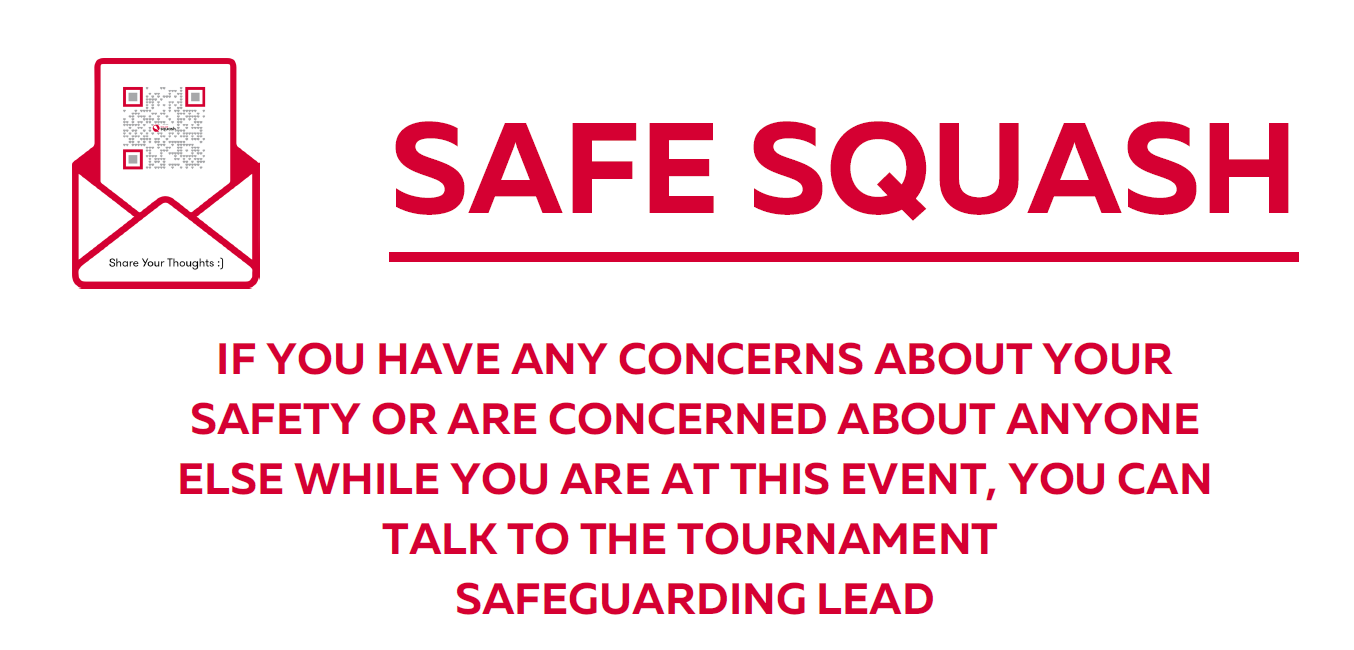 SAFE SQUASH
Share Your Thoughts :)
IF YOU HAVE ANY CONCERNS ABOUT YOUR
SAFETY OR ARE CONCERNED ABOUT ANYONE
ELSE WHILE YOU ARE AT THIS EVENT, YOU CAN
TALK TO THE TOURNAMENT
SAFEGUARDING LEAD